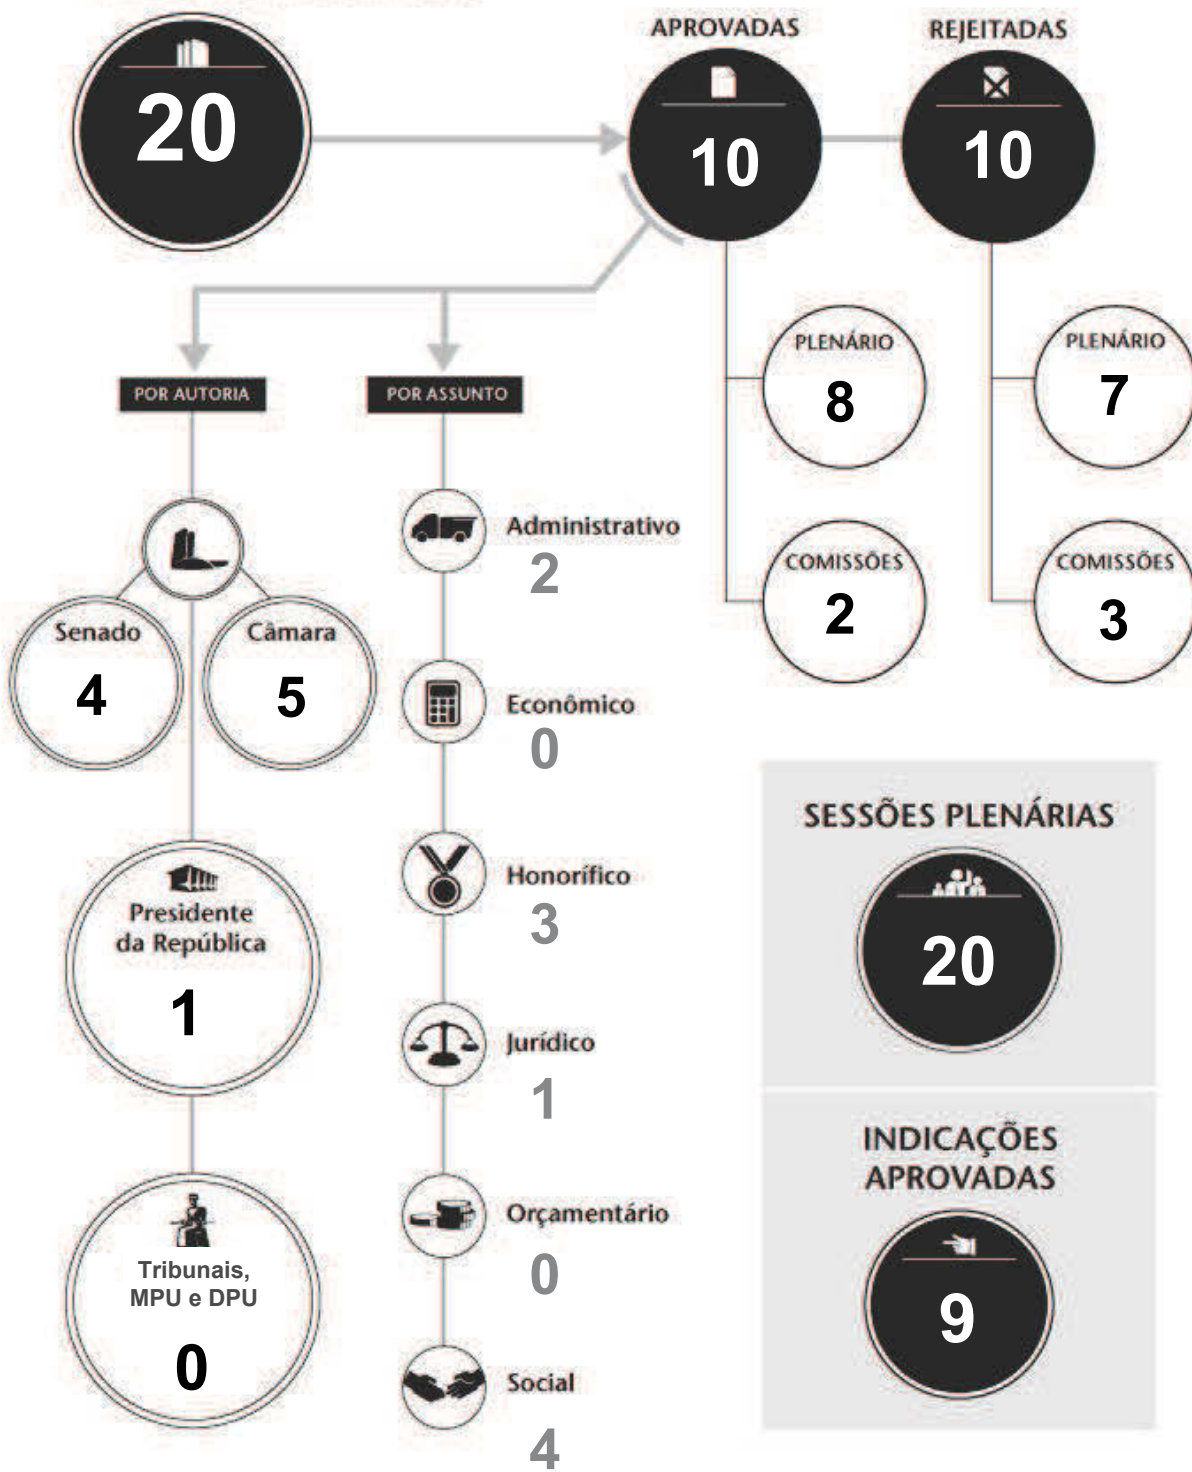 20
APROVADAS
10
REJEITADAS
10
PLENÁRIO
8
COMISSÕES
2
PLENÁRIO
7
COMISSÕES
3
POR AUTORIA
Senado
4
Câmara
5
Presidente
da República
1
Tribunais,
MPU e DPU
0
POR ASSUNTO
Administrativo
2
Econômico
0
Honorífico
3
Jurídico
1
Orçamentário
0
Social
4
SESSÕES PLENÁRIAS
20
INDICAÇÕES
APROVADAS
9